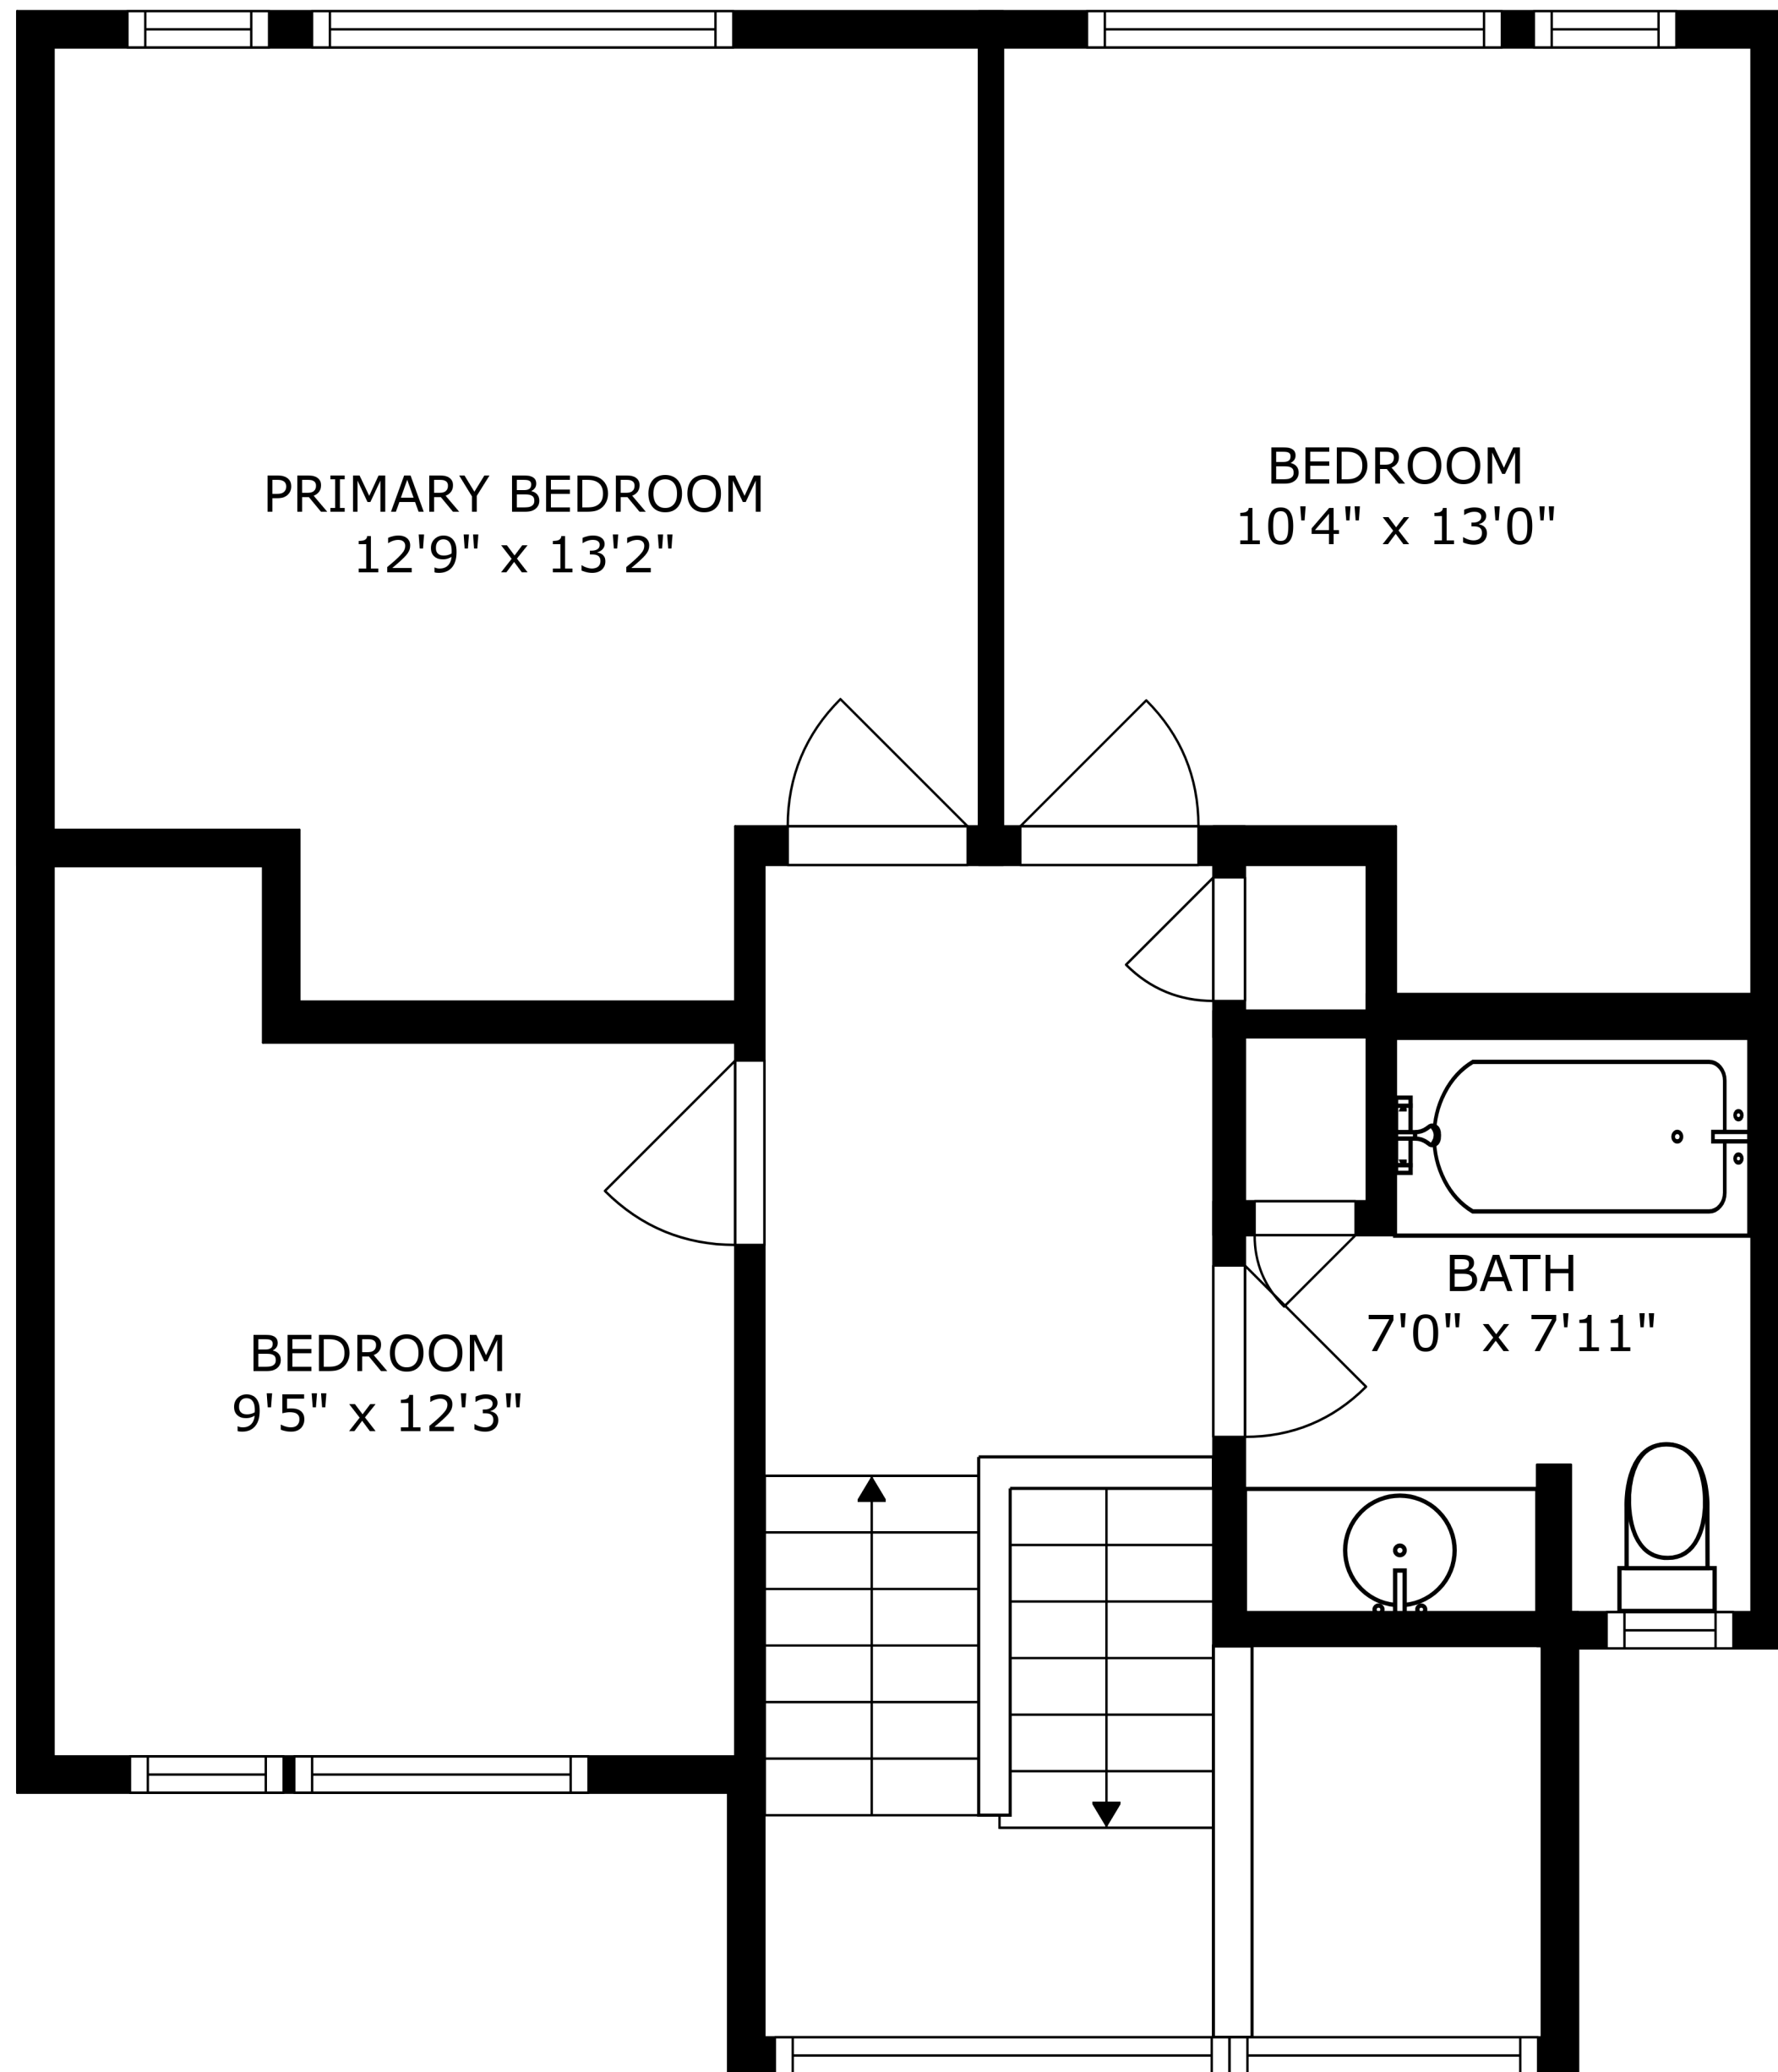 PRIMARY BEDROOM
12'9" x 13'2"
BEDROOM
10'4" x 13'0"
BATH
7'0" x 7'11"
BEDROOM
9'5" x 12'3"